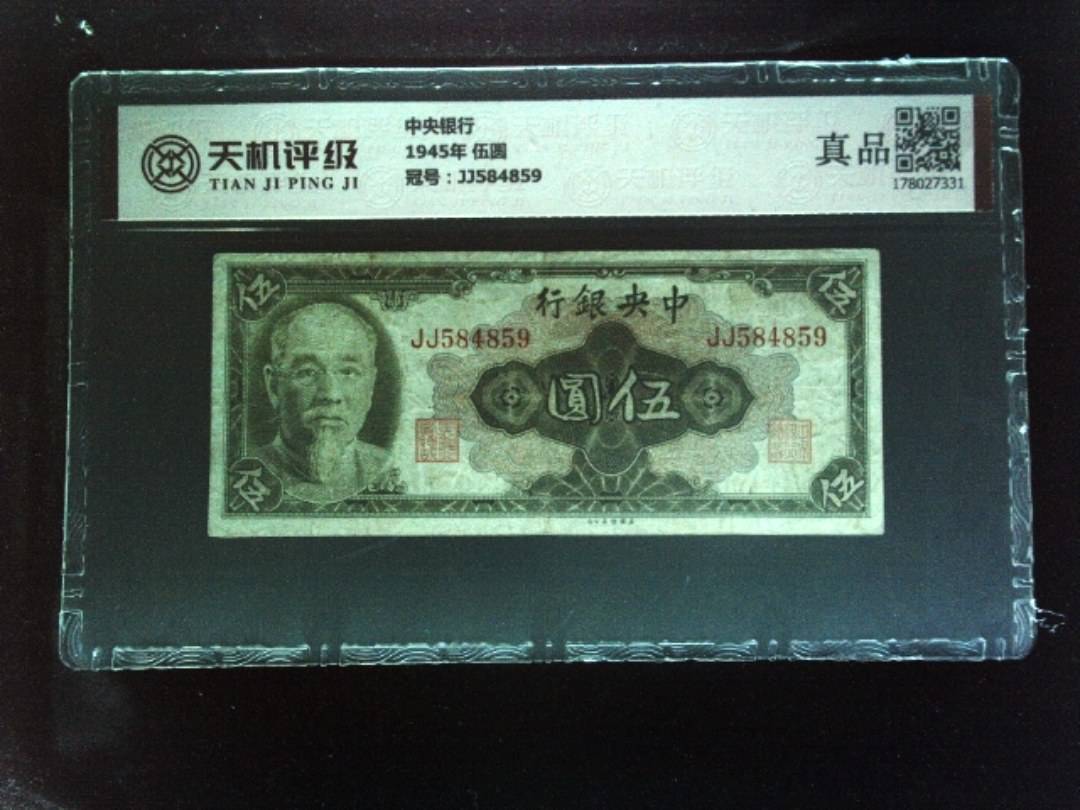 天机评级
TIAN JI PING JI
中央银行
1945年 伍圆
冠号：JJ584859
真品
178027331
伍
行銀央中
伍
JJ584859
JJ584859
圓伍
伍
伍